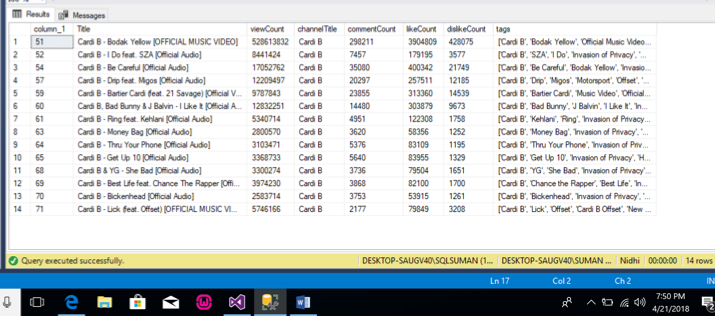 Results Messages
column_1 Title viewCount channelTitle commentCount likeCount dislikeCount tags
1 51 Cardi B - Bodak Yellow [OFFICIAL MUSIC VIDEO] 528613832 Cardi B 298211 3904809 428075 ['Cardi B', 'Bodak Yellow', 'Official Music Video...
2 52 Cardi B - I Do feat. SZA [Official Audio] 8441424 Cardi B 7457 179195 3577 ['Cardi B', 'SZA', 'I Do', 'Invasion of Privacy', '...
3 54 Cardi B - Be Careful [Official Audio] 17052762 Cardi B 35080 400342 21749 ['Cardi B', 'Be Careful', 'Bodak Yellow', 'Invasio...
4 57 Cardi B - Drip feat. Migos [Official Audio] 12209497 Cardi B 20297 257511 12185 ['Cardi B', 'Drip', 'Migos', 'Motorsport', 'Offset', '...
5 59 Cardi B - Bartier Cardi (feat. 21 Savage) [Official V... 9787843 Cardi B 23855 313360 14539 ['Cardi B', 'Bartier Cardi', 'Music Video', 'Official...
6 60 Cardi B, Bad Bunny & J Balvin - I Like It [Official A... 12832251 Cardi B 14480 303879 9673 ['Cardi B', 'Bad Bunny', 'J Balvin', 'I Like It', 'In...
7 61 Cardi B - Ring feat. Kehlani [Official Audio] 5340714 Cardi B 4951 122308 1758 ['Cardi B', 'Kehlani', 'Ring', 'Invasion of Privacy'...
8 63 Cardi B - Money Bag [Official Audio] 2800570 Cardi B 3620 58356 1252 ['Cardi B', 'Money Bag', 'Invasion of Privacy', '...
9 64 Cardi B - Thru Your Phone [Official Audio] 3103471 Cardi B 5376 83109 1195 ['Cardi B', 'Thru Your Phone', 'Invasion of Priva...
10 65 Cardi B - Get Up 10 [Official Audio] 3368733 Cardi B 5640 83955 1329 ['Cardi B', 'Get Up 10', 'Invasion of Privacy', 'H...
11 68 Cardi B & YG - She Bad [Official Audio] 3300274 Cardi B 3736 79504 1651 ['Cardi B', 'YG', 'She Bad', 'Invasion of Privacy'...
12 69 Cardi B - Best Life feat. Chance The Rapper [Offi... 3974230 Cardi B 3868 82100 1700 ['Cardi B', 'Chance the Rapper', 'Best Life', 'In...
13 70 Cardi B - Bickenhead [Official Audio] 2583714 Cardi B 3753 53915 1261 ['Cardi B', 'Bickenhead', 'Invasion of Privacy', '...
14 71 Cardi B - Lick (feat. Offset) [OFFICIAL MUSIC VI... 5746166 Cardi B 2177 79849 3208 ['Cardi B', 'Lick', 'Offset', 'Cardi B Offset', 'New ...
Query executed successfully. DESKTOP-SAUGV40\SQLSUMAN (1... DESKTOP-SAUGV40\SUMAN ... Nidhi 00:00:00 14 rows
Ln 17 Col 2 Ch 2 IN
7:50 PM
4/21/2018